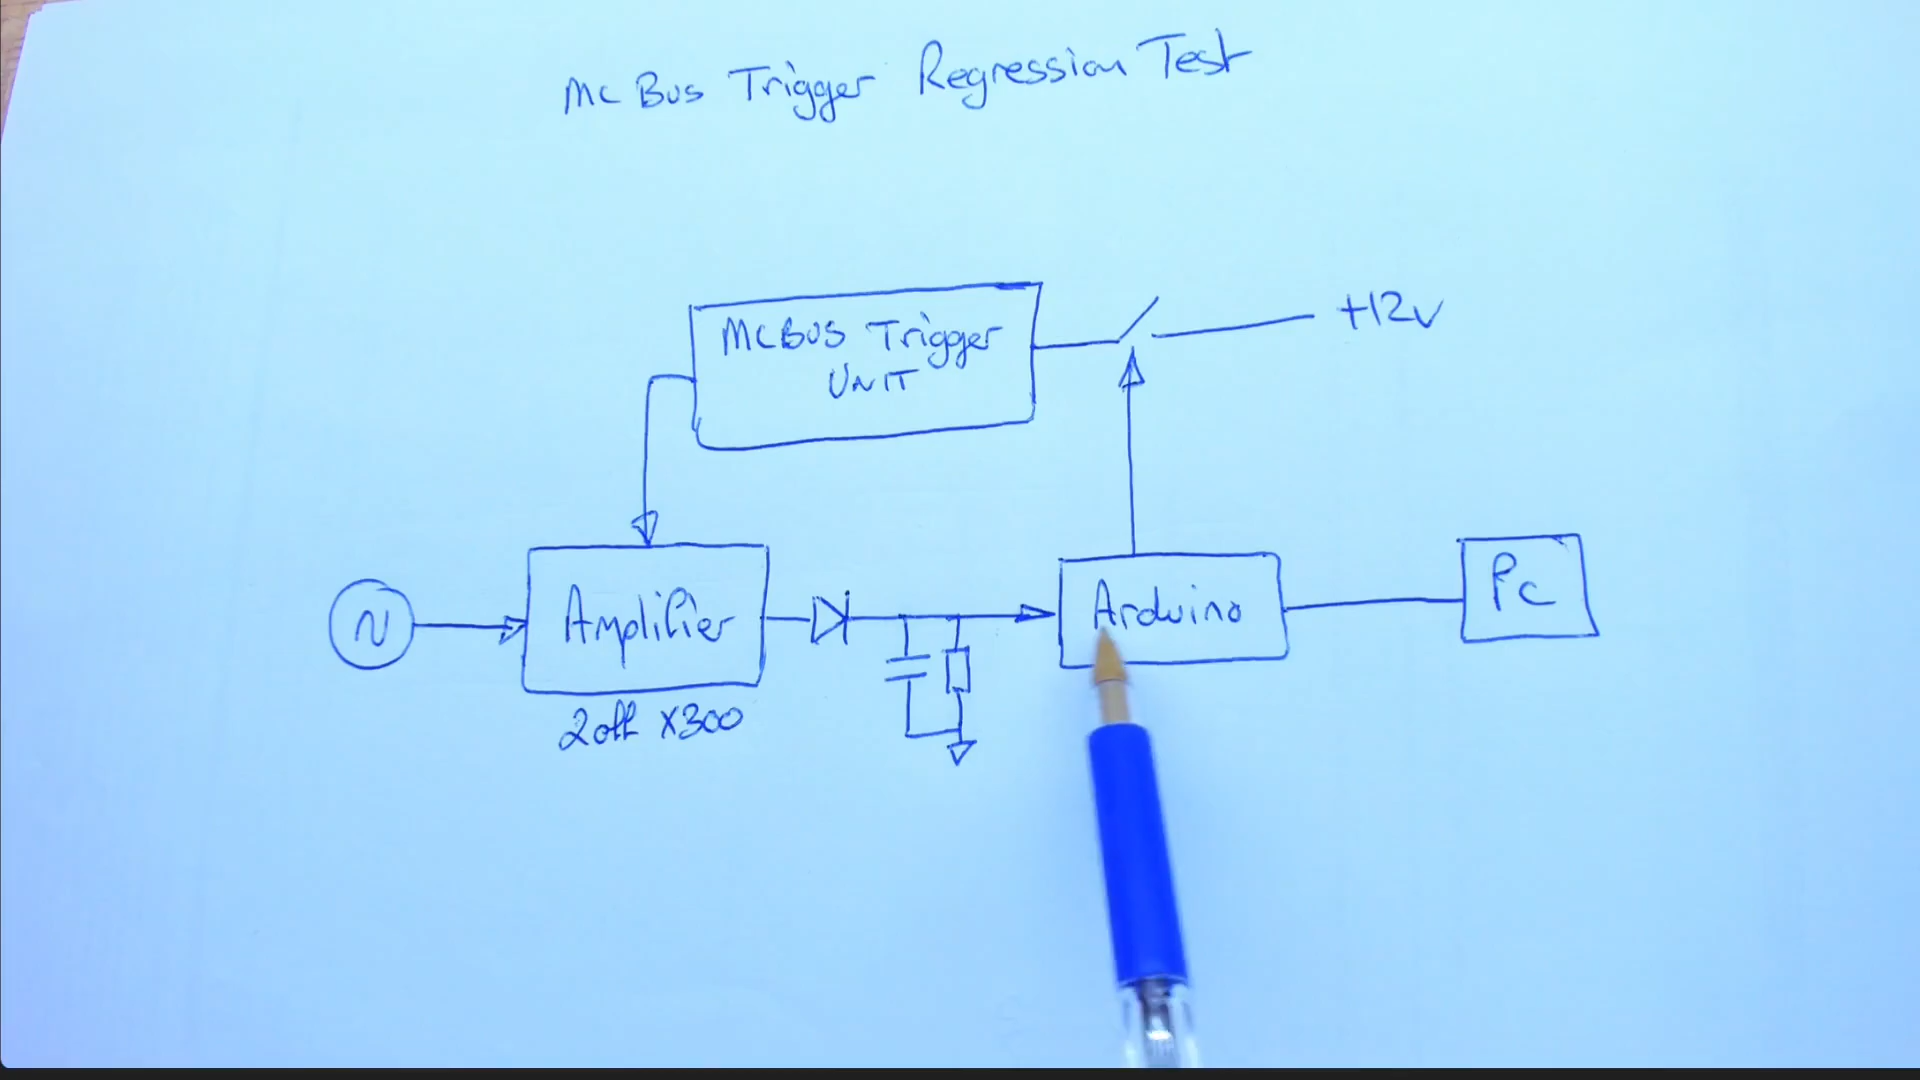 MC Bus Trigger Regression Test
MCBUS Trigger
UNIT
+12v
Amplifier
Arduino
Pc
N
2off x300